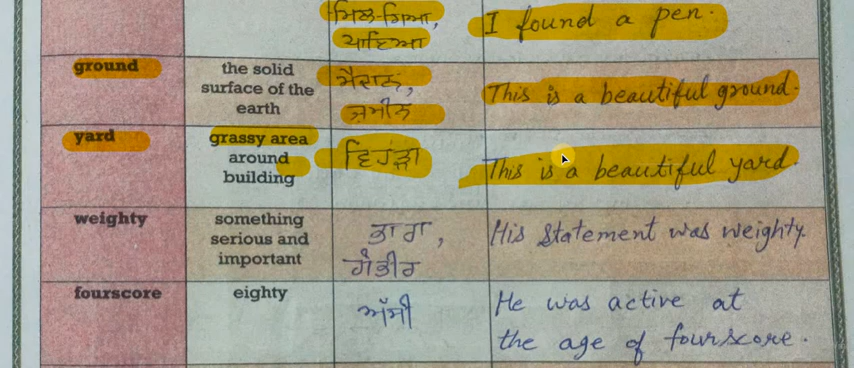 ਮਿਲ-ਗਿਆ,
ਪਾਇਆ
I found a pen.
ground
the solid
surface of the
earth
ਮੈਦਾਨ,
ਜਮੀਨ
This is a beautiful ground.
yard
grassy area
around
building
ਵਿਹੜਾ
This is a beautiful yard.
weighty
something
serious and
important
ਭਾਰਾ,
ਗੰਭੀਰ
His statement was weighty.
fourscore
eighty
ਅੱਸੀ
He was active at
the age of fourscore.